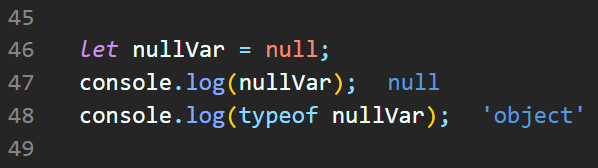 45
46 let nullVar = null;
47 console.log(nullVar); null
48 console.log(typeof nullVar); 'object'
49